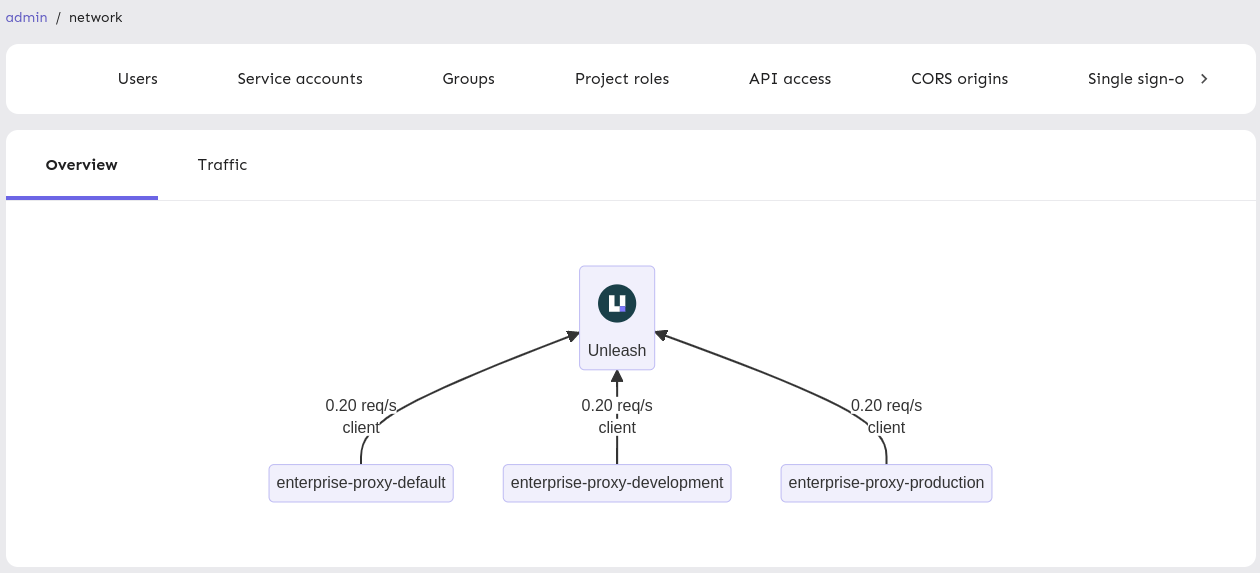 admin / network
Users Service accounts Groups Project roles API access CORS origins Single sign-o
Overview Traffic
Unleash
0.20 req/s 0.20 req/s 0.20 req/s
client client client
enterprise-proxy-default enterprise-proxy-development enterprise-proxy-production